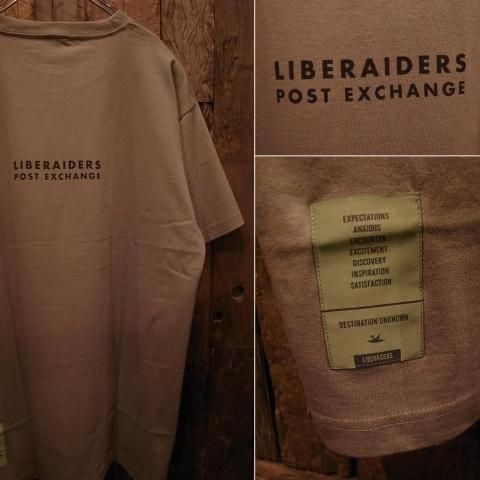 LIBERAIDERS
POST EXCHANGE
LIBERAIDERS
POST EXCHANGE
EXPECTATIONS
ANXIOUS
ENCOUNTER
EXCITEMENT
DISCOVERY
INSPIRATION
SATISFACTION
DESTINATION UNKNOWN
LIBERAIDERS